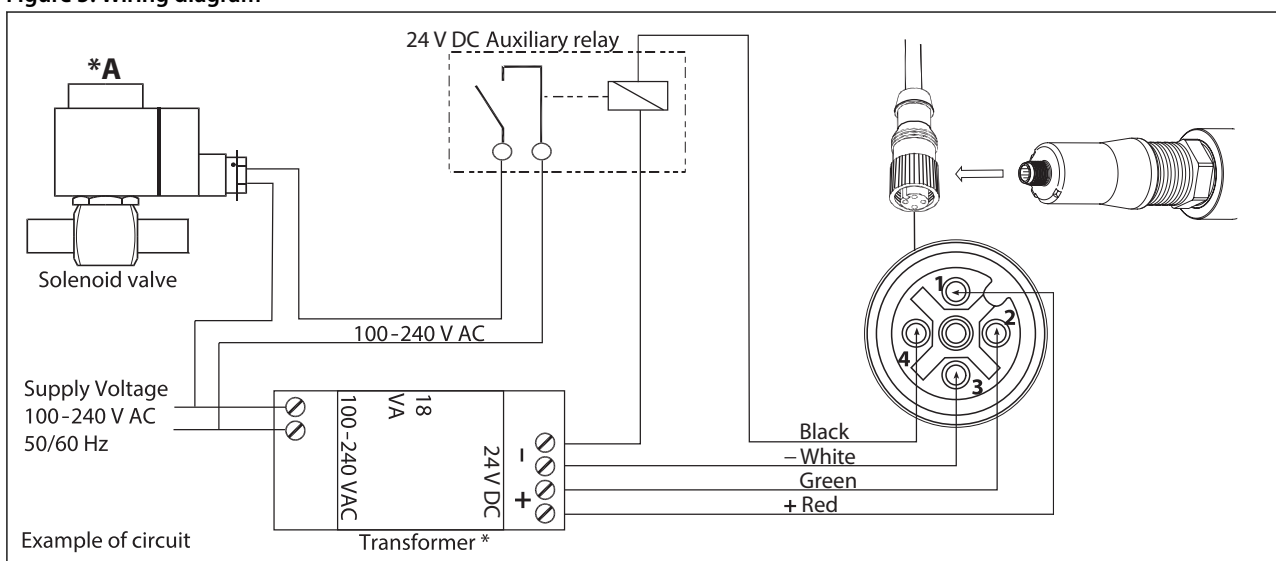 Figure 3: Wiring diagram
24 V DC Auxiliary relay
*A
Solenoid valve
100-240 V AC
Supply Voltage
100-240 V AC
50/60 Hz
100-240 VAC
18
VA
24 V DC
–
+
Transformer *
Example of circuit
1
2
3
4
Black
– White
Green
+ Red